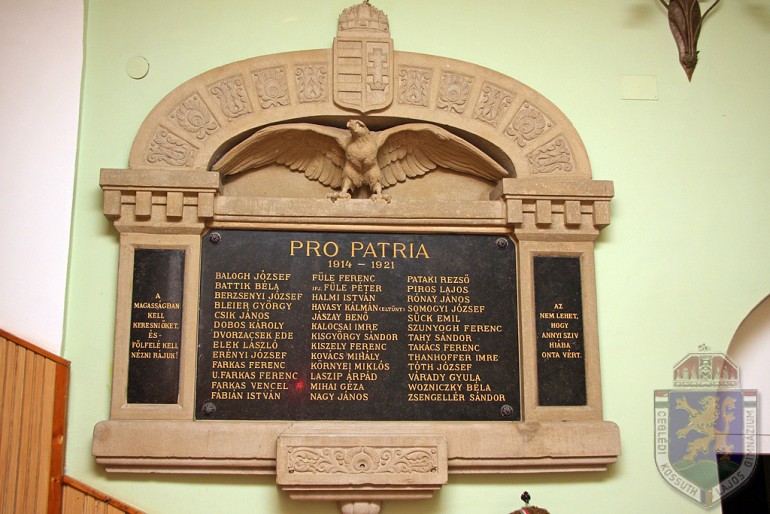 PRO PATRIA
1914 – 1921
A
MAGASSÁGBAN
KELL
KERESNI ŐKET,
ÉS-
FÖLFELÉ KELL
NÉZNI RÁJUK!
BALOGH JÓZSEF
BATTIK BÉLA
BERZSENYI JÓZSEF
BLEIER GYÖRGY
CSIK JÁNOS
DOBOS KÁROLY
DVORZACSEK EDE
ELEK LÁSZLÓ
ERÉNYI JÓZSEF
FARKAS FERENC
U.FARKAS FERENC
FARKAS VENCEL
FÁBIÁN ISTVÁN
FÜLE FERENC
IFJ. FÜLE PÉTER
HALMI ISTVÁN
HAVASY KÁLMÁN (ELTŰNT)
JÁSZAY BENŐ
KALOCSAI IMRE
KISGYÖRGY SÁNDOR
KISZELY FERENC
KOVÁCS MIHÁLY
KÖRNYEI MIKLÓS
LASZIP ÁRPÁD
MIHAI GÉZA
NAGY JÁNOS
PATAKI REZSŐ
PIROS LAJOS
RÓNAY JÁNOS
SOMOGYI JÓZSEF
SÜCK EMIL
SZUNYOGH FERENC
TAHY SÁNDOR
TAKÁCS FERENC
THANHOFFER IMRE
TÓTH JÓZSEF
VÁRADY GYULA
WOZNICZKY BÉLA
ZSENGELLÉR SÁNDOR
AZ
NEM LEHET,
HOGY
ANNYI SZIV
HIÁBA
ONTA VÉRT.
CEGLÉDI KOSSUTH LAJOS GIMNÁZIUM